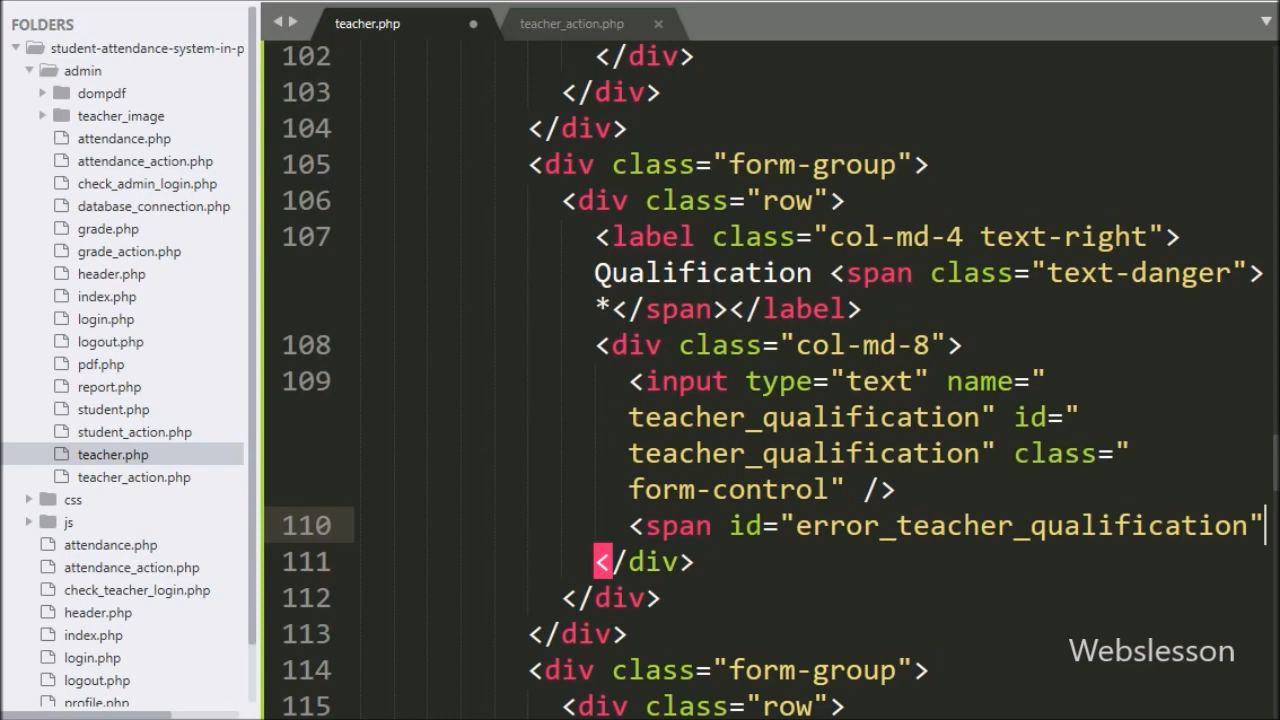 FOLDERS
student-attendance-system-in-p
admin
dompdf
teacher_image
attendance.php
attendance_action.php
check_admin_login.php
database_connection.php
grade.php
grade_action.php
header.php
index.php
login.php
logout.php
pdf.php
report.php
student.php
student_action.php
teacher.php
teacher_action.php
css
js
attendance.php
attendance_action.php
check_teacher_login.php
header.php
index.php
login.php
logout.php
profile.php
teacher.php
teacher_action.php
102 </div>
103 </div>
104 </div>
105 <div class="form-group">
106 <div class="row">
107 <label class="col-md-4 text-right">
Qualification <span class="text-danger">
*</span></label>
108 <div class="col-md-8">
109 <input type="text" name="
teacher_qualification" id="
teacher_qualification" class="
form-control" />
110 <span id="error_teacher_qualification"
111 </div>
112 </div>
113 </div>
114 <div class="form-group">
115 <div class="row">
Webslesson